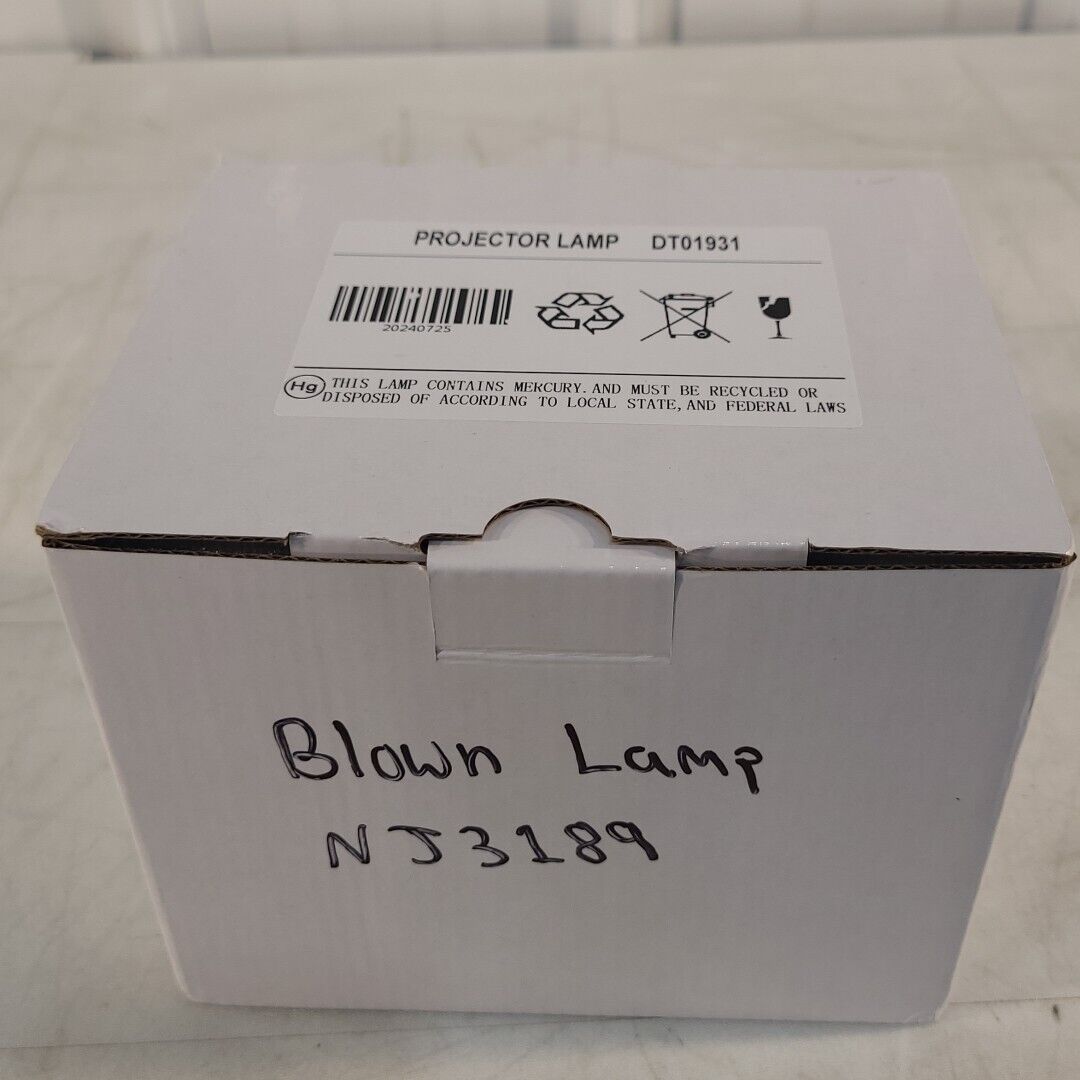 PROJECTOR LAMP DT01931
20240725
Hg THIS LAMP CONTAINS MERCURY. AND MUST BE RECYCLED OR
DISPOSED OF ACCORDING TO LOCAL STATE, AND FEDERAL LAWS
Blown Lamp
NJ3189